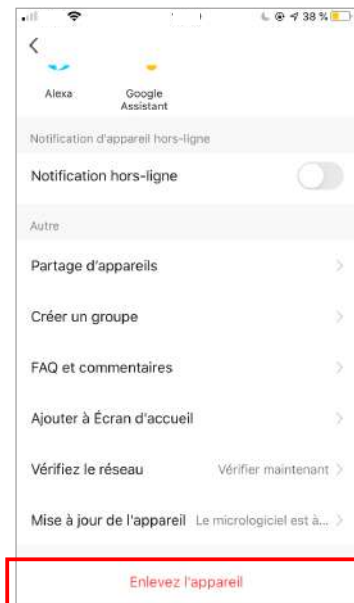 38 %
Alexa
Google
Assistant
Notification d'appareil hors-ligne
Notification hors-ligne
Autre
Partage d'appareils
Créer un groupe
FAQ et commentaires
Ajouter à Écran d'accueil
Vérifiez le réseau Vérifier maintenant
Mise à jour de l'appareil Le micrologiciel est à...
Enlevez l'appareil